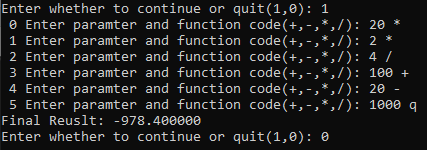 Enter whether to continue or quit(1,0): 1
0 Enter paramter and function code(+,-,*,/): 20 *
1 Enter paramter and function code(+,-,*,/): 2 *
2 Enter paramter and function code(+,-,*,/): 4 /
3 Enter paramter and function code(+,-,*,/): 100 +
4 Enter paramter and function code(+,-,*,/): 20 -
5 Enter paramter and function code(+,-,*,/): 1000 q
Final Reuslt: -978.400000
Enter whether to continue or quit(1,0): 0